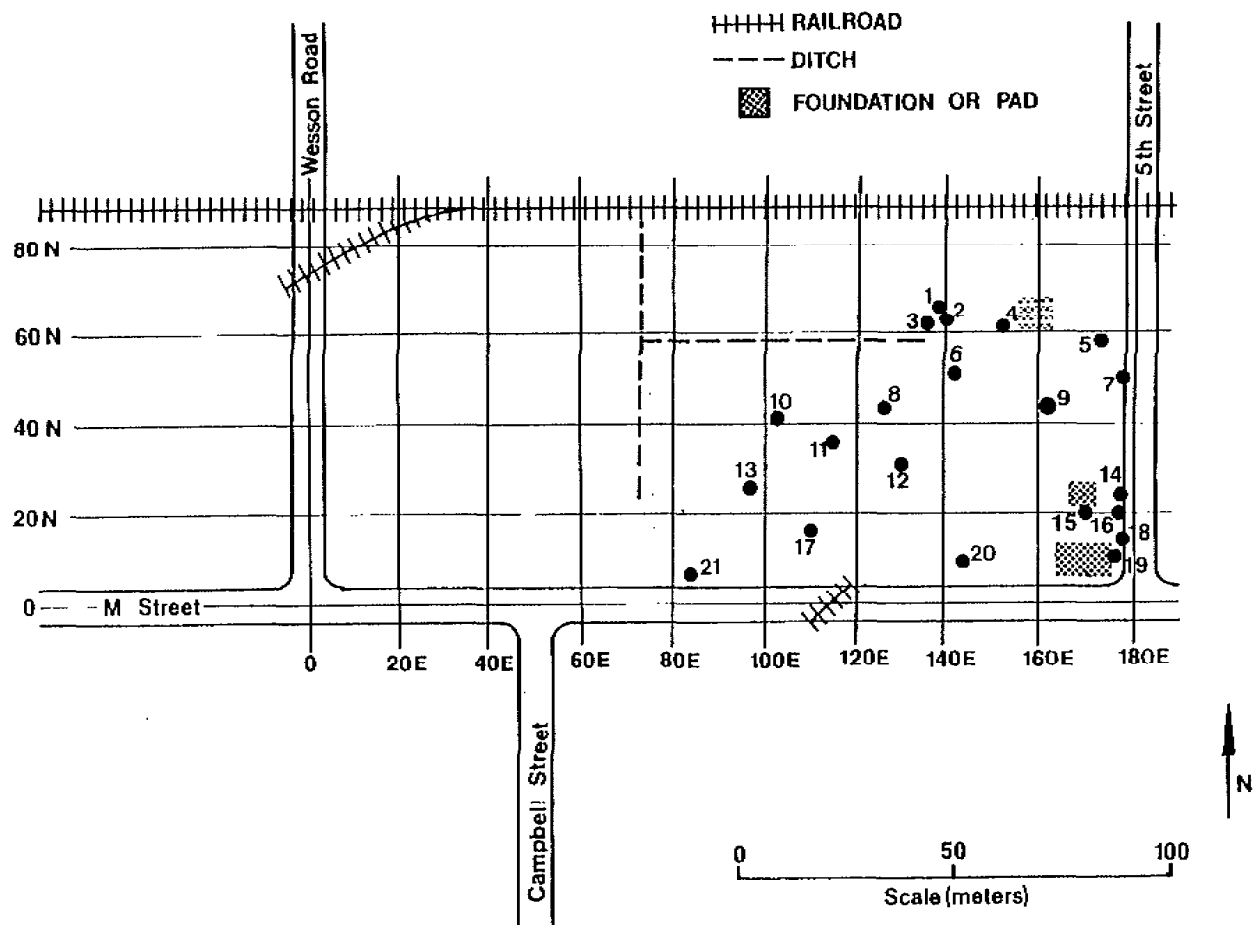 RAILROAD
DITCH
FOUNDATION OR PAD
Wesson Road
5th Street
80 N
60 N
40 N
20 N
0
M Street
1
2
3
4
5
6
7
8
9
10
11
12
13
14
15
16
18
17
19
20
21
0 20E 40E 60E 80E 100E 120E 140E 160E 180E
Campbell Street
N
0 50 100
Scale (meters)